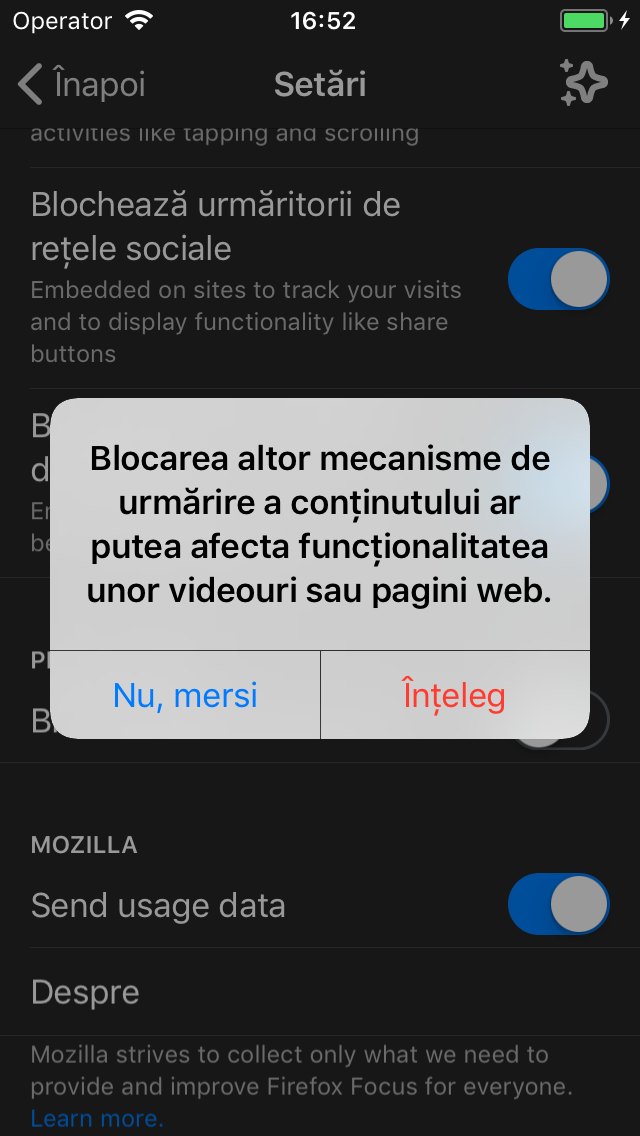 Operator 16:52
Înapoi Setări
activities like tapping and scrolling
Blochează urmăritorii de
rețele sociale
Embedded on sites to track your visits
and to display functionality like share
buttons
Blocarea altor mecanisme de
urmărire a conținutului ar
putea afecta funcționalitatea
unor videouri sau pagini web.
Nu, mersi Înțeleg
MOZILLA
Send usage data
Despre
Mozilla strives to collect only what we need to
provide and improve Firefox Focus for everyone.
Learn more.